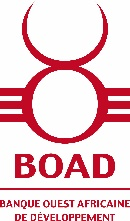 BOAD
BANQUE OUEST AFRICAINE
DE DÉVELOPPEMENT